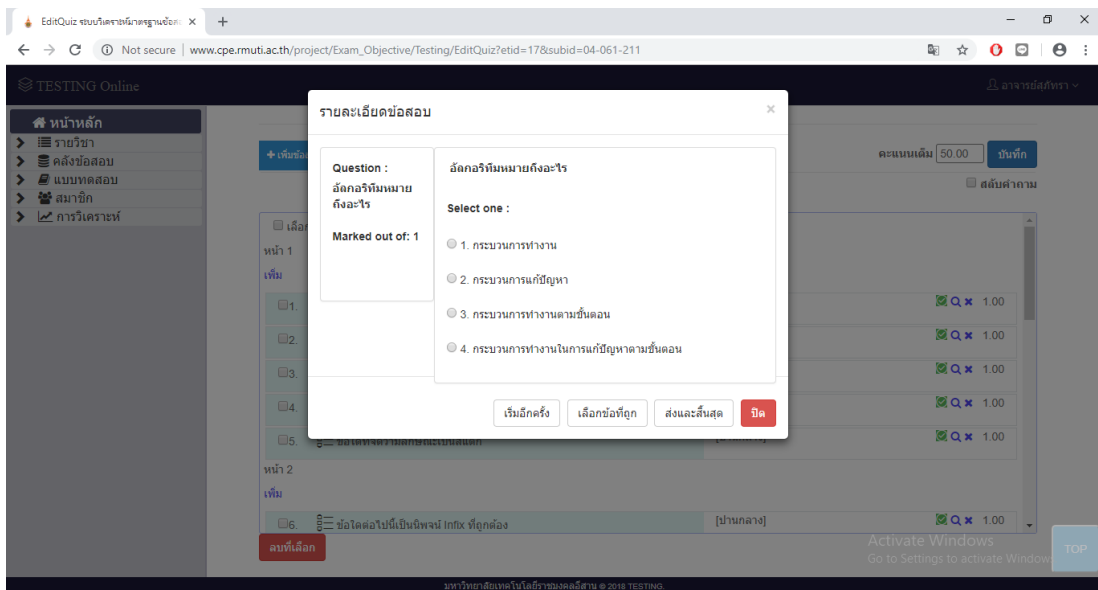 EditQuiz ระบบวิเคราะห์มาตรฐานข้อส
Not secure | www.cpe.rmuti.ac.th/project/Exam_Objective/Testing/EditQuiz?etid=17&subid=04-061-211
TESTING Online
อาจารย์สุภัทรา
หน้าหลัก
รายวิชา
คลังข้อสอบ
แบบทดสอบ
สมาชิก
การวิเคราะห์
คะแนนเต็ม 50.00 บันทึก
สลับคำถาม
หน้า 1
เพิ่ม
1. 1.00
2. 1.00
3. 1.00
4. 1.00
5. 1.00
หน้า 2
เพิ่ม
6. ข้อใดต่อไปนี้เป็นนิพจน์ Infix ที่ถูกต้อง [ปานกลาง] 1.00
ลบที่เลือก
รายละเอียดข้อสอบ
×
Question :
อัลกอริทึมหมาย
ถึงอะไร
Marked out of: 1
อัลกอริทึมหมายถึงอะไร
Select one :
1. กระบวนการทำงาน
2. กระบวนการแก้ปัญหา
3. กระบวนการทำงานตามขั้นตอน
4. กระบวนการทำงานในการแก้ปัญหาตามขั้นตอน
เริ่มอีกครั้ง เลือกข้อที่ถูก ส่งและสิ้นสุด ปิด
Activate Windows
Go to Settings to activate Window
TOP
มหาวิทยาลัยเทคโนโลยีราชมงคลอีสาน © 2018 TESTING.